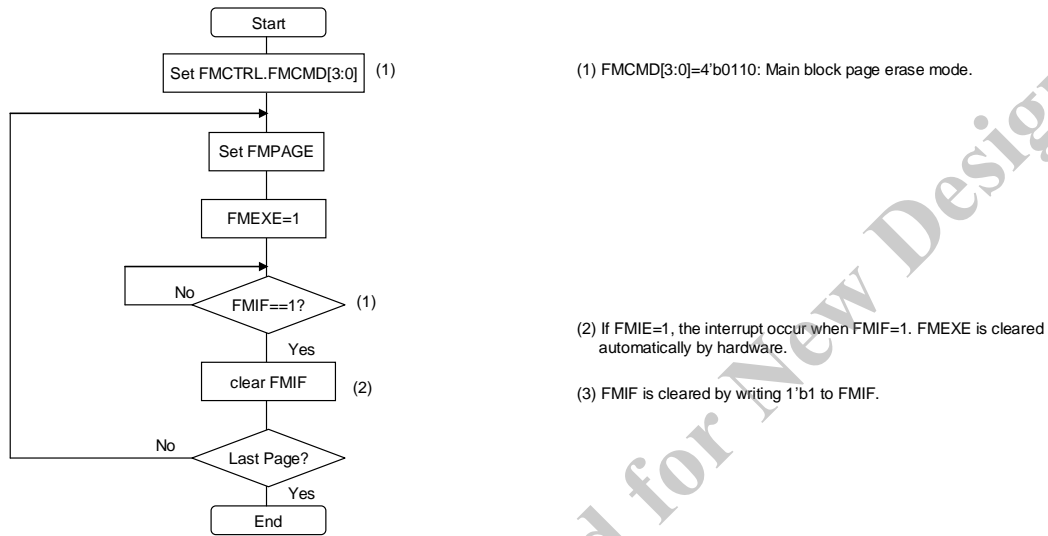 Start
Set FMCTRL.FMCMD[3:0] (1)
(1) FMCMD[3:0]=4'b0110: Main block page erase mode.
Set FMPAGE
FMEXE=1
No
FMIF==1? (1)
Yes
(2) If FMIE=1, the interrupt occur when FMIF=1. FMEXE is cleared
automatically by hardware.
clear FMIF (2)
(3) FMIF is cleared by writing 1'b1 to FMIF.
No
Last Page?
Yes
End
for New Design